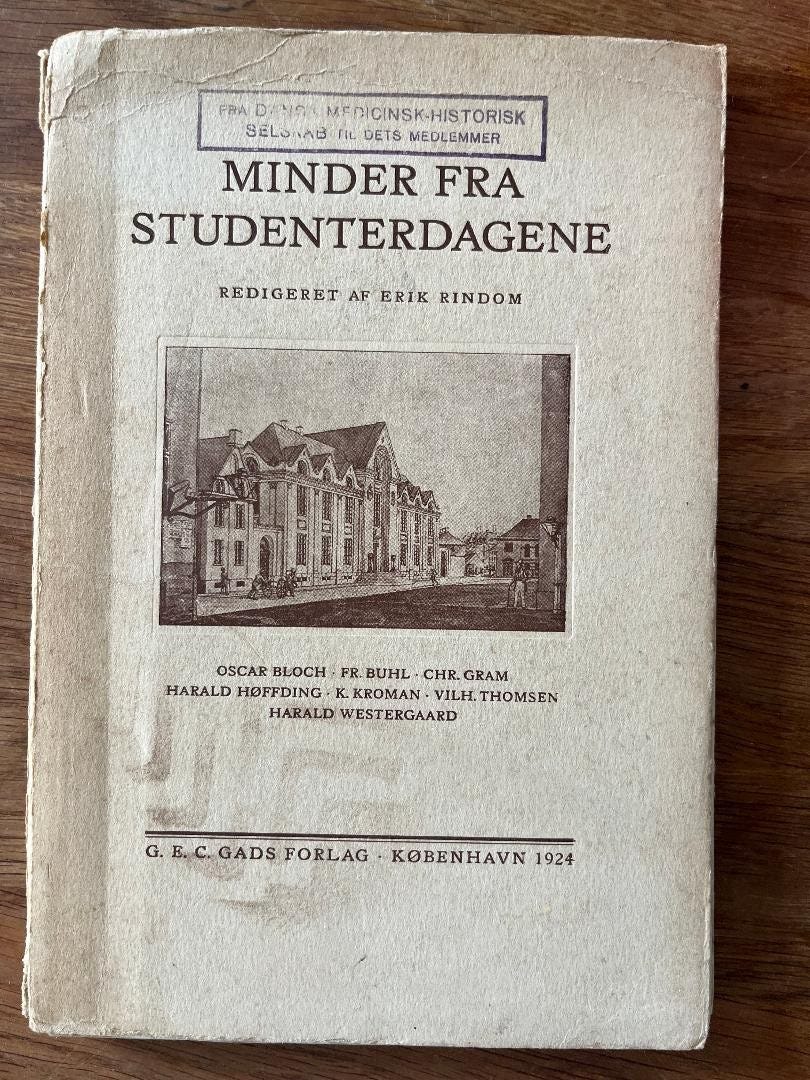 FRA DANSK MEDICINSK-HISTORISK
SELSKAB TIL DETS MEDLEMMER
MINDER FRA
STUDENTERDAGENE
REDIGERET AF ERIK RINDOM
OSCAR BLOCH · FR. BUHL · CHR. GRAM
HARALD HØFFDING · K. KROMAN · VILH. THOMSEN
HARALD WESTERGAARD
G. E. C. GADS FORLAG · KØBENHAVN 1924